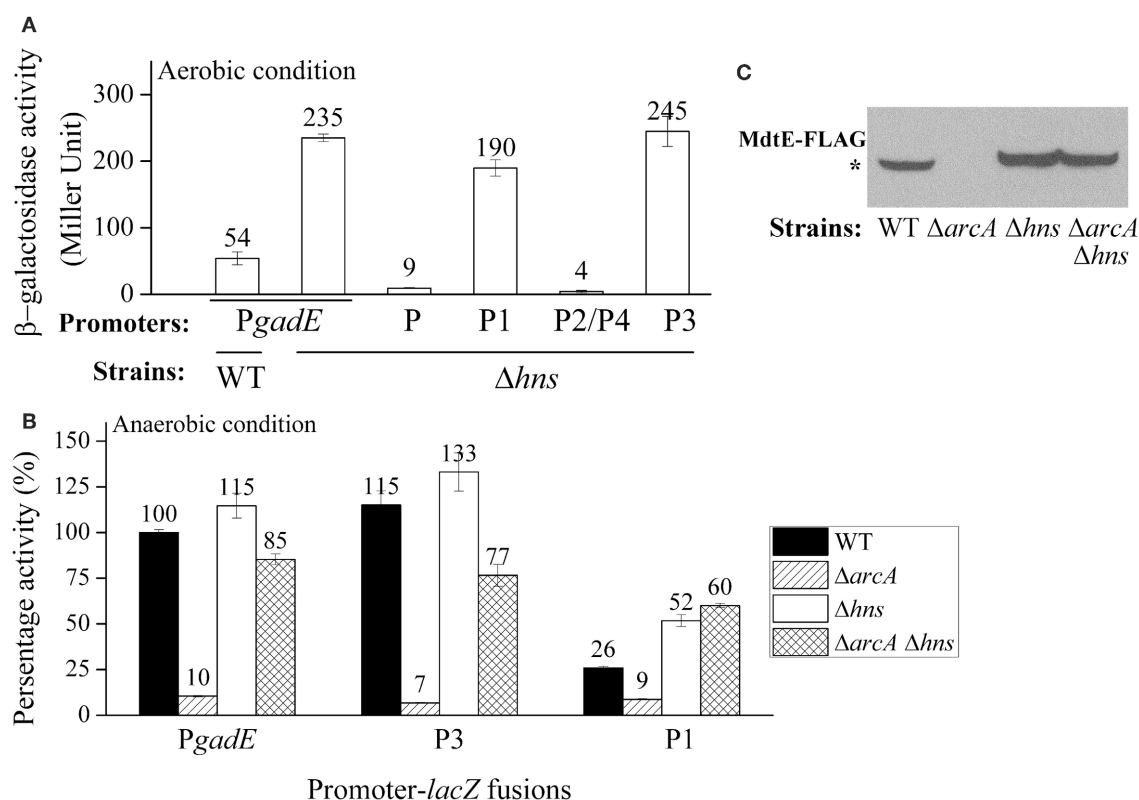 A
Aerobic condition
β−galactosidase activity
(Miller Unit)
300
200
100
0
54
235
9
190
4
245
Promoters: PgadE P P1 P2/P4 P3
Strains: WT Δhns
C
MdtE-FLAG
*
Strains: WT ΔarcA Δhns ΔarcA
Δhns
B
Anaerobic condition
Persentage activity (%)
150
125
100
75
50
25
0
100
10
115
85
115
7
133
77
26
9
52
60
PgadE P3 P1
Promoter-lacZ fusions
WT
ΔarcA
Δhns
ΔarcA Δhns